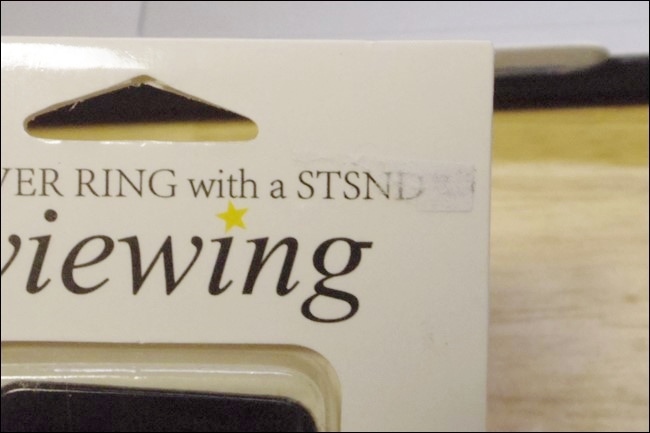 VER RING with a STSND
viewing